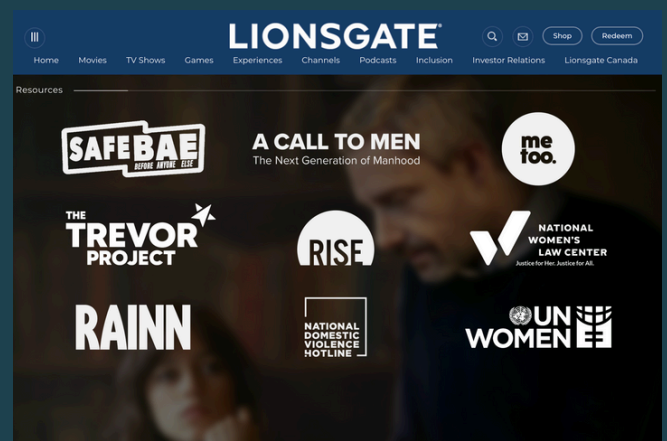 LIONSGATE
Shop
Redeem
Home Movies TV Shows Games Experiences Channels Podcasts Inclusion Investor Relations Lionsgate Canada
Resources
SAFEBAE
BEFORE ANYONE ELSE
A CALL TO MEN
The Next Generation of Manhood
me
too.
THE
TREVOR
PROJECT
RISE
NATIONAL
WOMEN'S
LAW CENTER
Justice for Her. Justice for All.
RAINN
NATIONAL
DOMESTIC
VIOLENCE
HOTLINE
UN
WOMEN